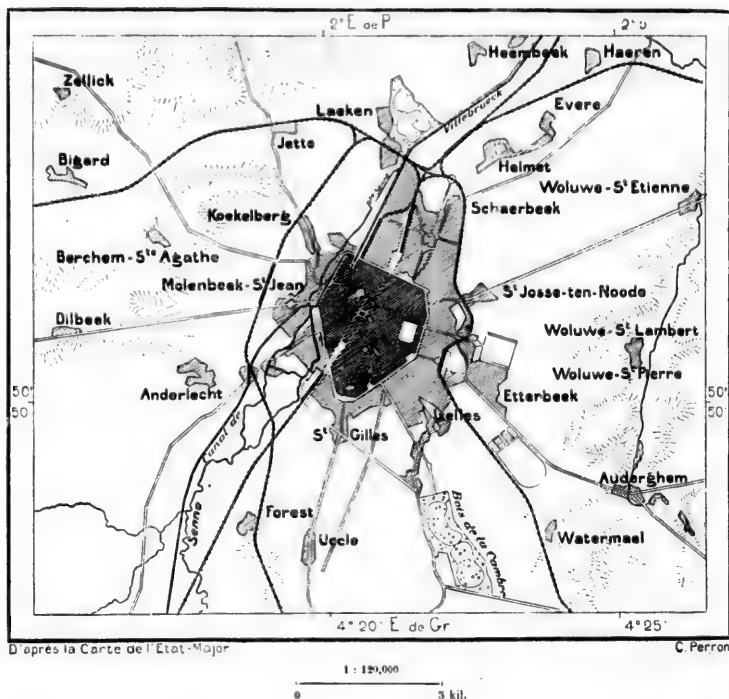 2° E de P.
2° 5
Heembeek
Haeren
Zellick
Laeken
Villebroeck
Evere
Jette
Helmet
Bigard
Woluwe-St Etienne
Koekelberg
Schaerbeek
Berchem-Ste Agathe
Molenbeek-St Jean
St Josse-ten-Noode
Dilbeek
Woluwe-St Lambert
Woluwe-St Pierre
50°
50'
Anderlecht
Etterbeek
50°
50'
Ixelles
St Gilles
Canal de
Auderghem
Senne
Forest
Bois de la Cambre
Uccle
Watermael
4° 20' E de Gr
4° 25'
D'après la Carte de l'Etat-Major
C. Perron
1 : 120,000
0 3 kil.